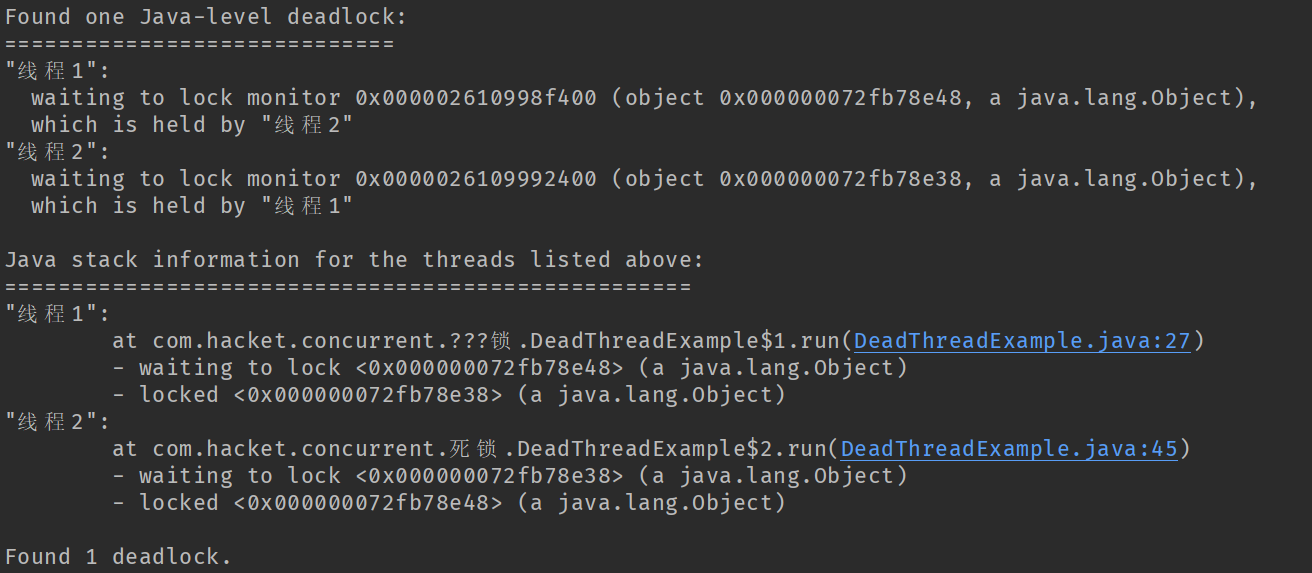 Found one Java-level deadlock:
=============================
"线程1":
  waiting to lock monitor 0x000002610998f400 (object 0x000000072fb78e48, a java.lang.Object),
  which is held by "线程2"
"线程2":
  waiting to lock monitor 0x0000026109992400 (object 0x000000072fb78e38, a java.lang.Object),
  which is held by "线程1"

Java stack information for the threads listed above:
===================================================
"线程1":
        at com.hacket.concurrent.???锁.DeadThreadExample$1.run(DeadThreadExample.java:27)
        - waiting to lock <0x000000072fb78e48> (a java.lang.Object)
        - locked <0x000000072fb78e38> (a java.lang.Object)
"线程2":
        at com.hacket.concurrent.死锁.DeadThreadExample$2.run(DeadThreadExample.java:45)
        - waiting to lock <0x000000072fb78e38> (a java.lang.Object)
        - locked <0x000000072fb78e48> (a java.lang.Object)

Found 1 deadlock.